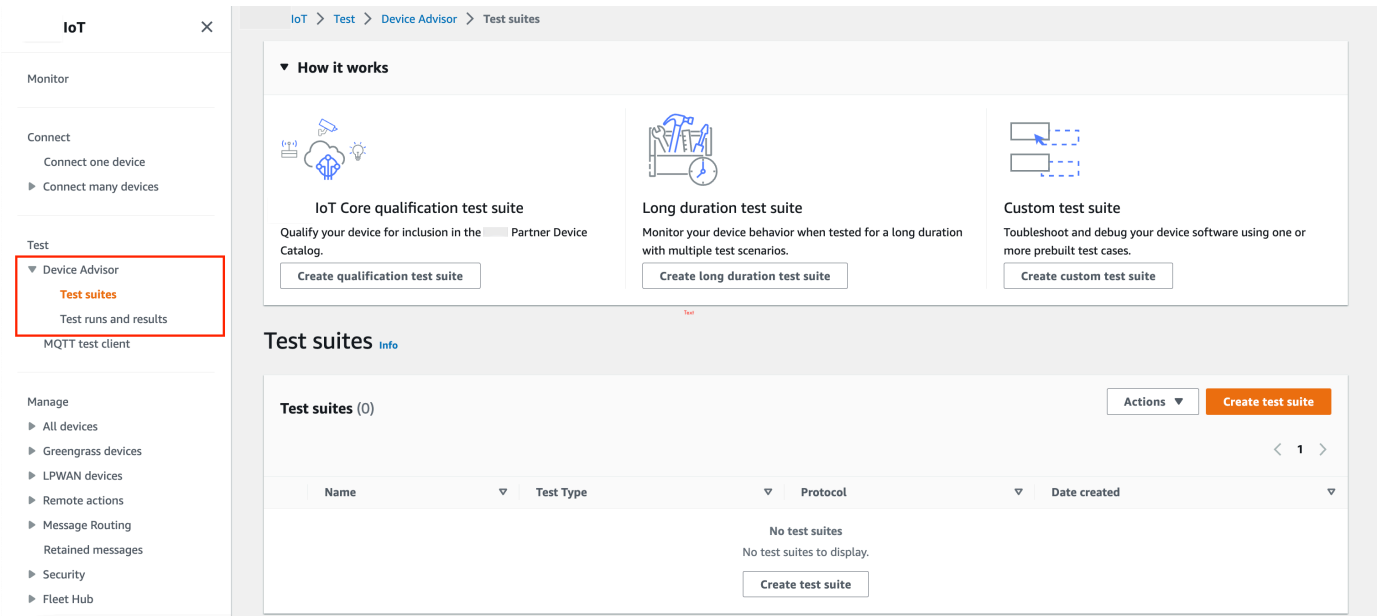 IoT
Monitor
Connect
Connect one device
Connect many devices
Test
Device Advisor
Test suites
Test runs and results
MQTT test client
Manage
All devices
Greengrass devices
LPWAN devices
Remote actions
Message Routing
Retained messages
Security
Fleet Hub
IoT > Test > Device Advisor > Test suites
How it works
IoT Core qualification test suite
Qualify your device for inclusion in the Partner Device
Catalog.
Create qualification test suite
Long duration test suite
Monitor your device behavior when tested for a long duration
with multiple test scenarios.
Create long duration test suite
Custom test suite
Toubleshoot and debug your device software using one or
more prebuilt test cases.
Create custom test suite
Text
Test suites Info
Test suites (0)
Actions
Create test suite
1
Name Test Type Protocol Date created
No test suites
No test suites to display.
Create test suite